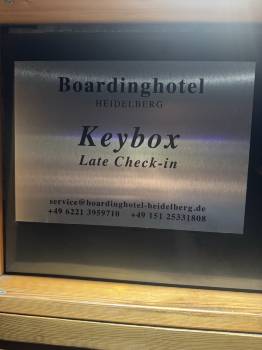 Boardinghotel
HEIDELBERG
Keybox
Late Check-in
service@boardinghotel-heidelberg.de
+49 6221 3959710 +49 151 25331808